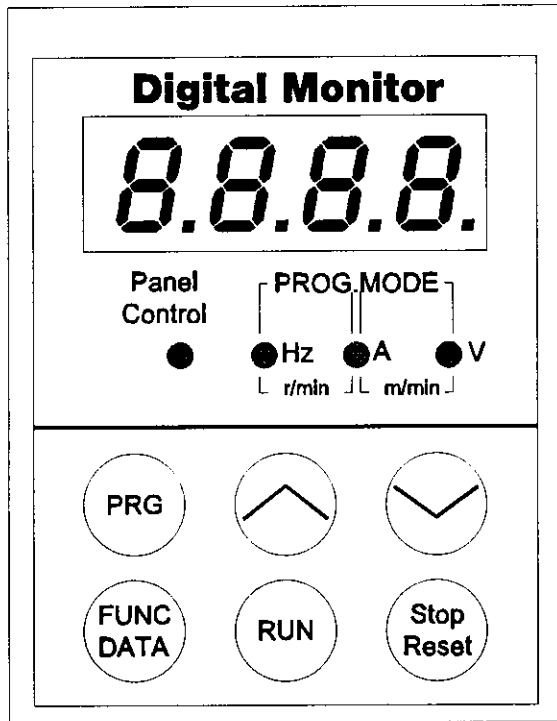 Digital Monitor
8.8.8.8.
Panel
Control
PROG.MODE
Hz
A
V
r/min
m/min
PRG
FUNC
DATA
RUN
Stop
Reset